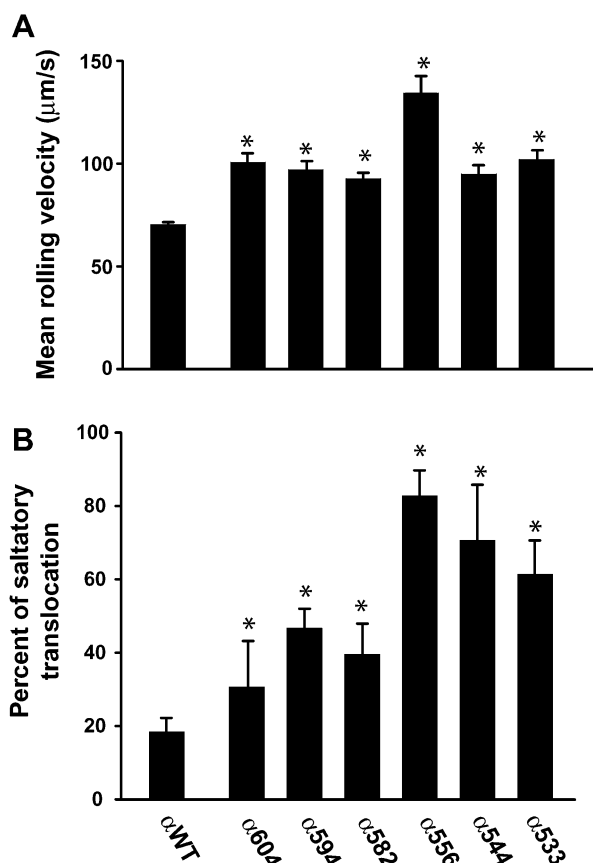 A
Mean rolling velocity (μm/s)
150
100
50
0
*
*
*
*
*
*
B
Percent of saltatory
translocation
100
80
60
40
20
0
*
*
*
*
*
*
αWT
α604
α594
α582
α556
α544
α533